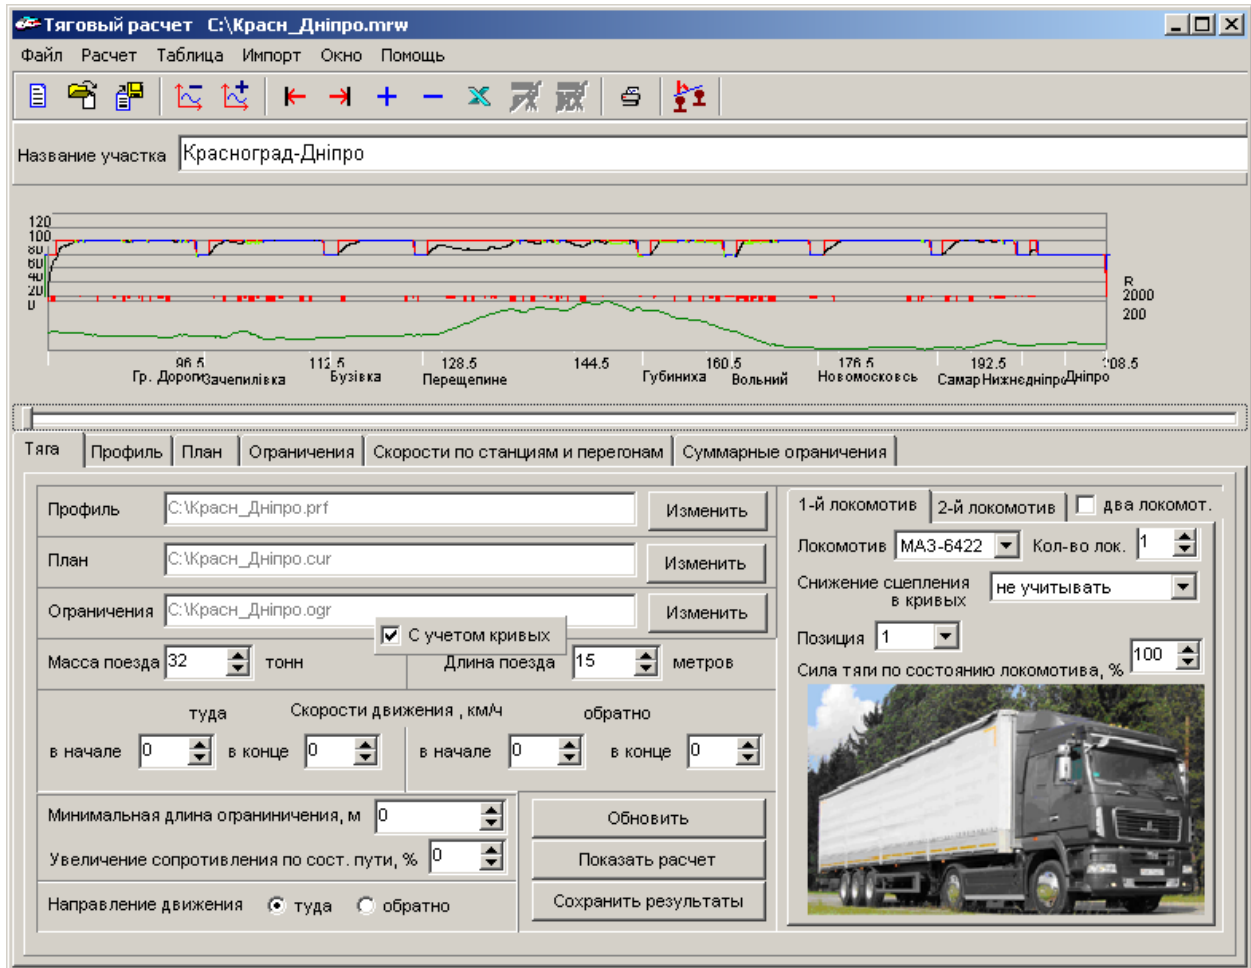 Тяговый расчет C:\Красн_Дніпро.mrw
Файл Расчет Таблица Импорт Окно Помощь
Название участка Красноград-Дніпро
120
100
80
60
40
20
0
R
2000
200
96.5 112.5 128.5 144.5 160.5 176.5 192.5 208.5
Гр. Дороги Зачепилівка Бузівка Перещепине Губиниха Вольний Новомосковсь Самар Нижнєдніпро Дніпро
Тяга Профиль План Ограничения Скорости по станциям и перегонам Суммарные ограничения
Профиль C:\Красн_Дніпро.prf Изменить
План C:\Красн_Дніпро.cur Изменить
Ограничения C:\Красн_Дніпро.ogr Изменить
С учетом кривых
Масса поезда 32 тонн Длина поезда 15 метров
туда Скорости движения , км/ч обратно
в начале 0 в конце 0 в начале 0 в конце 0
Минимальная длина ограниничения, м 0
Увеличение сопротивления по сост. пути, % 0
Направление движения туда обратно
Обновить
Показать расчет
Сохранить результаты
1-й локомотив 2-й локомотив два локомот.
Локомотив МАЗ-6422 Кол-во лок. 1
Снижение сцепления
в кривых не учитывать
Позиция 1
Сила тяги по состоянию локомотива, % 100